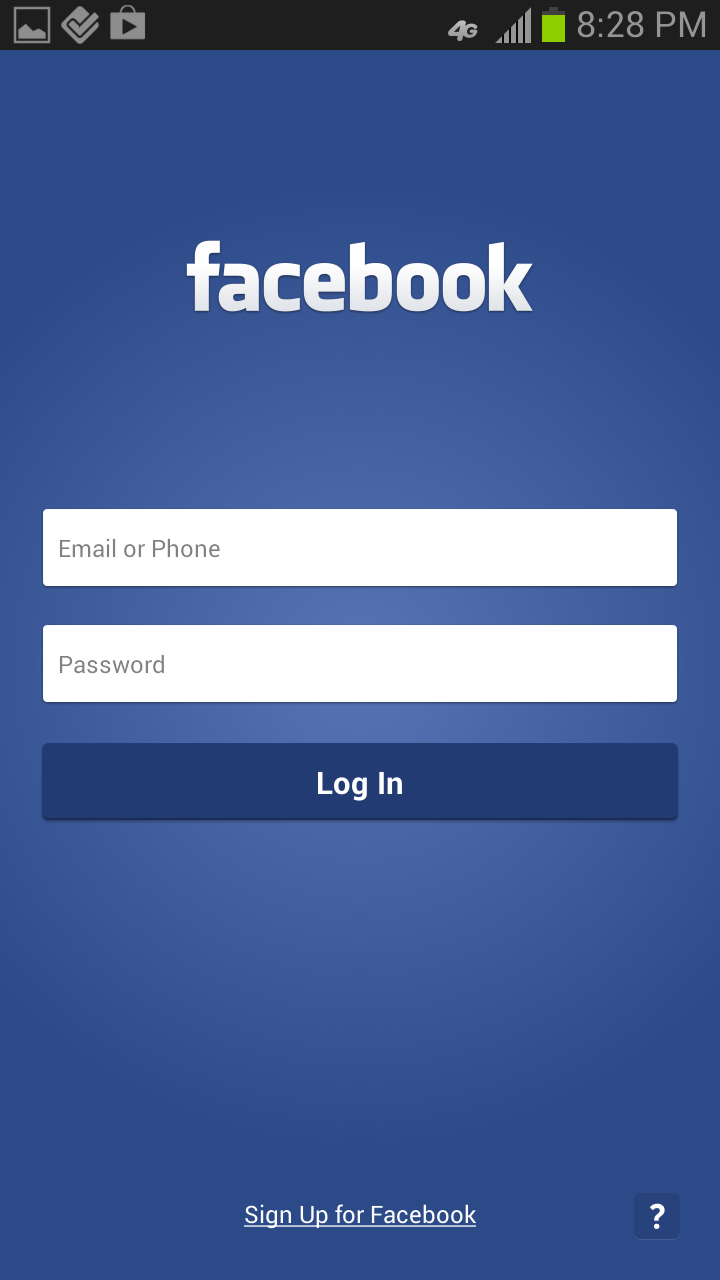 4G 8:28 PM
facebook
Email or Phone
Password
Log In
Sign Up for Facebook
?